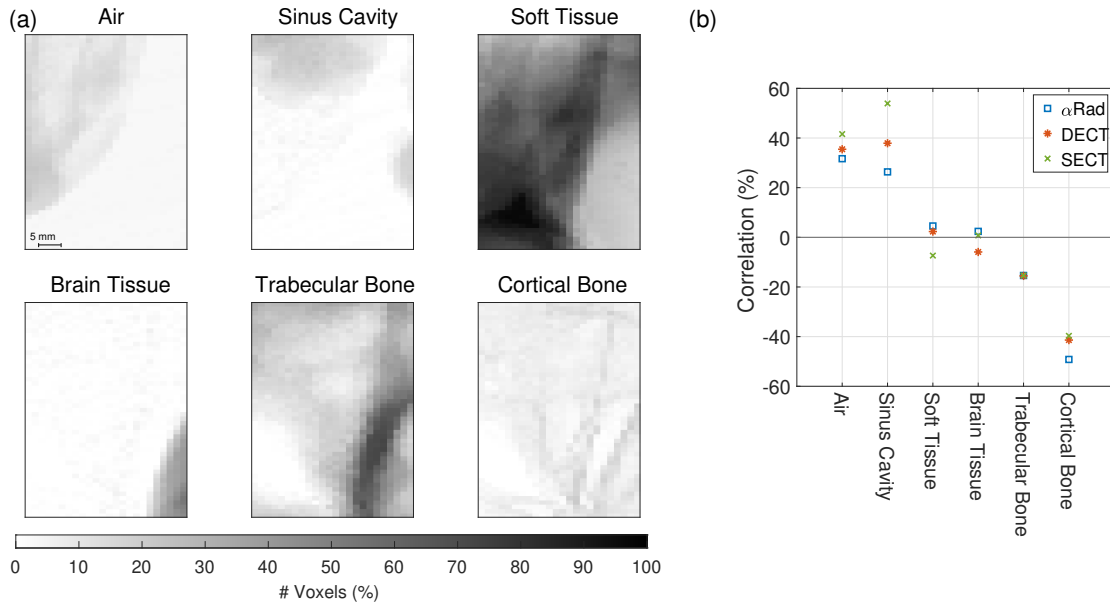 (a)
Air
Sinus Cavity
Soft Tissue
5 mm
Brain Tissue
Trabecular Bone
Cortical Bone
0 10 20 30 40 50 60 70 80 90 100
# Voxels (%)
(b)
60
40
20
0
-20
-40
-60
Correlation (%)
αRad
DECT
SECT
Air
Sinus Cavity
Soft Tissue
Brain Tissue
Trabecular Bone
Cortical Bone